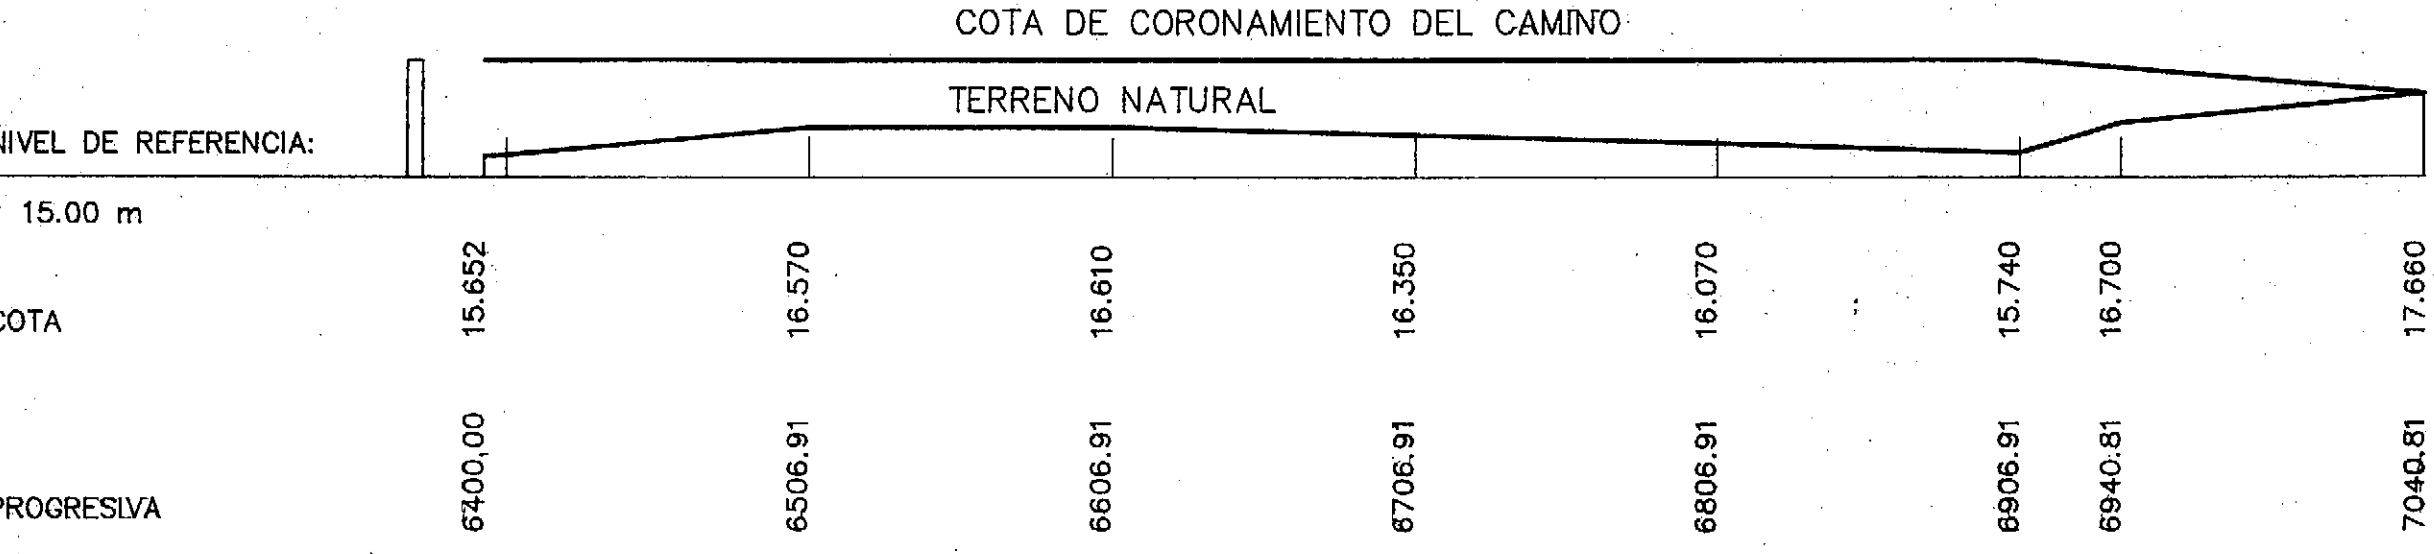 COTA DE CORONAMIENTO DEL CAMINO
TERRENO NATURAL
NIVEL DE REFERENCIA:
15.00 m
COTA
15.652
16.570
16.610
16.350
16.070
15.740
16.700
17.660
PROGRESIVA
6400,00
6506.91
6606.91
6706.91
6806.91
6906.91
6940.81
7040.81